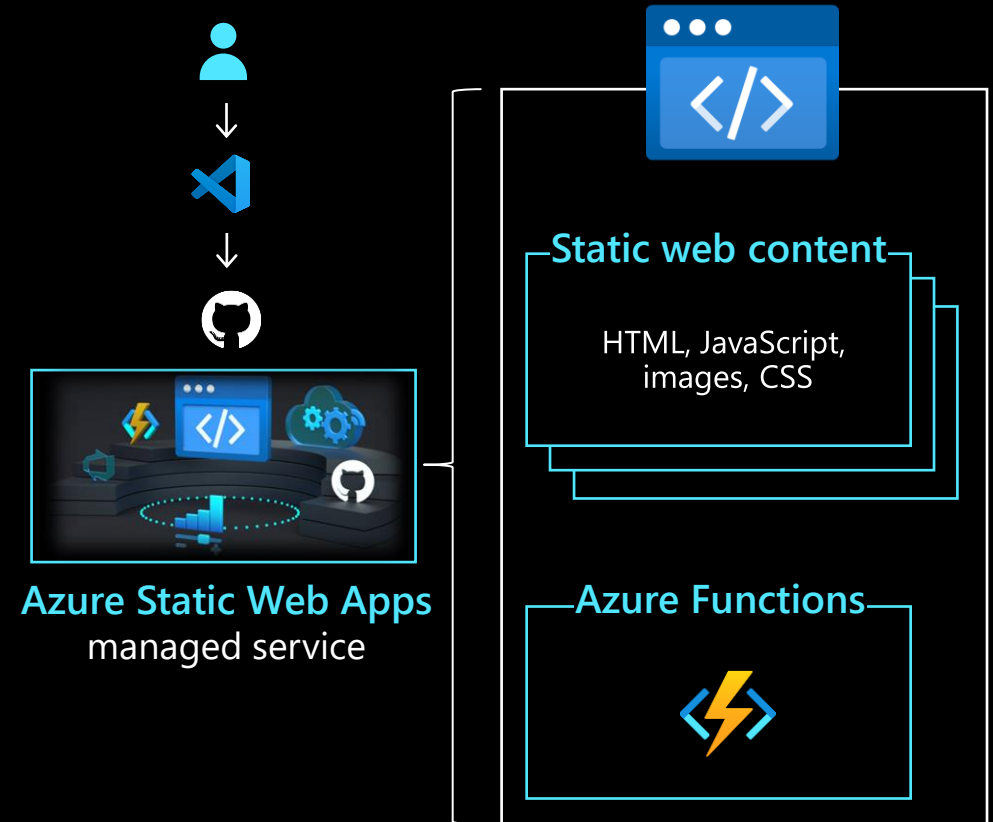 Azure Static Web Apps
managed service
Static web content
HTML, JavaScript,
images, CSS
Azure Functions